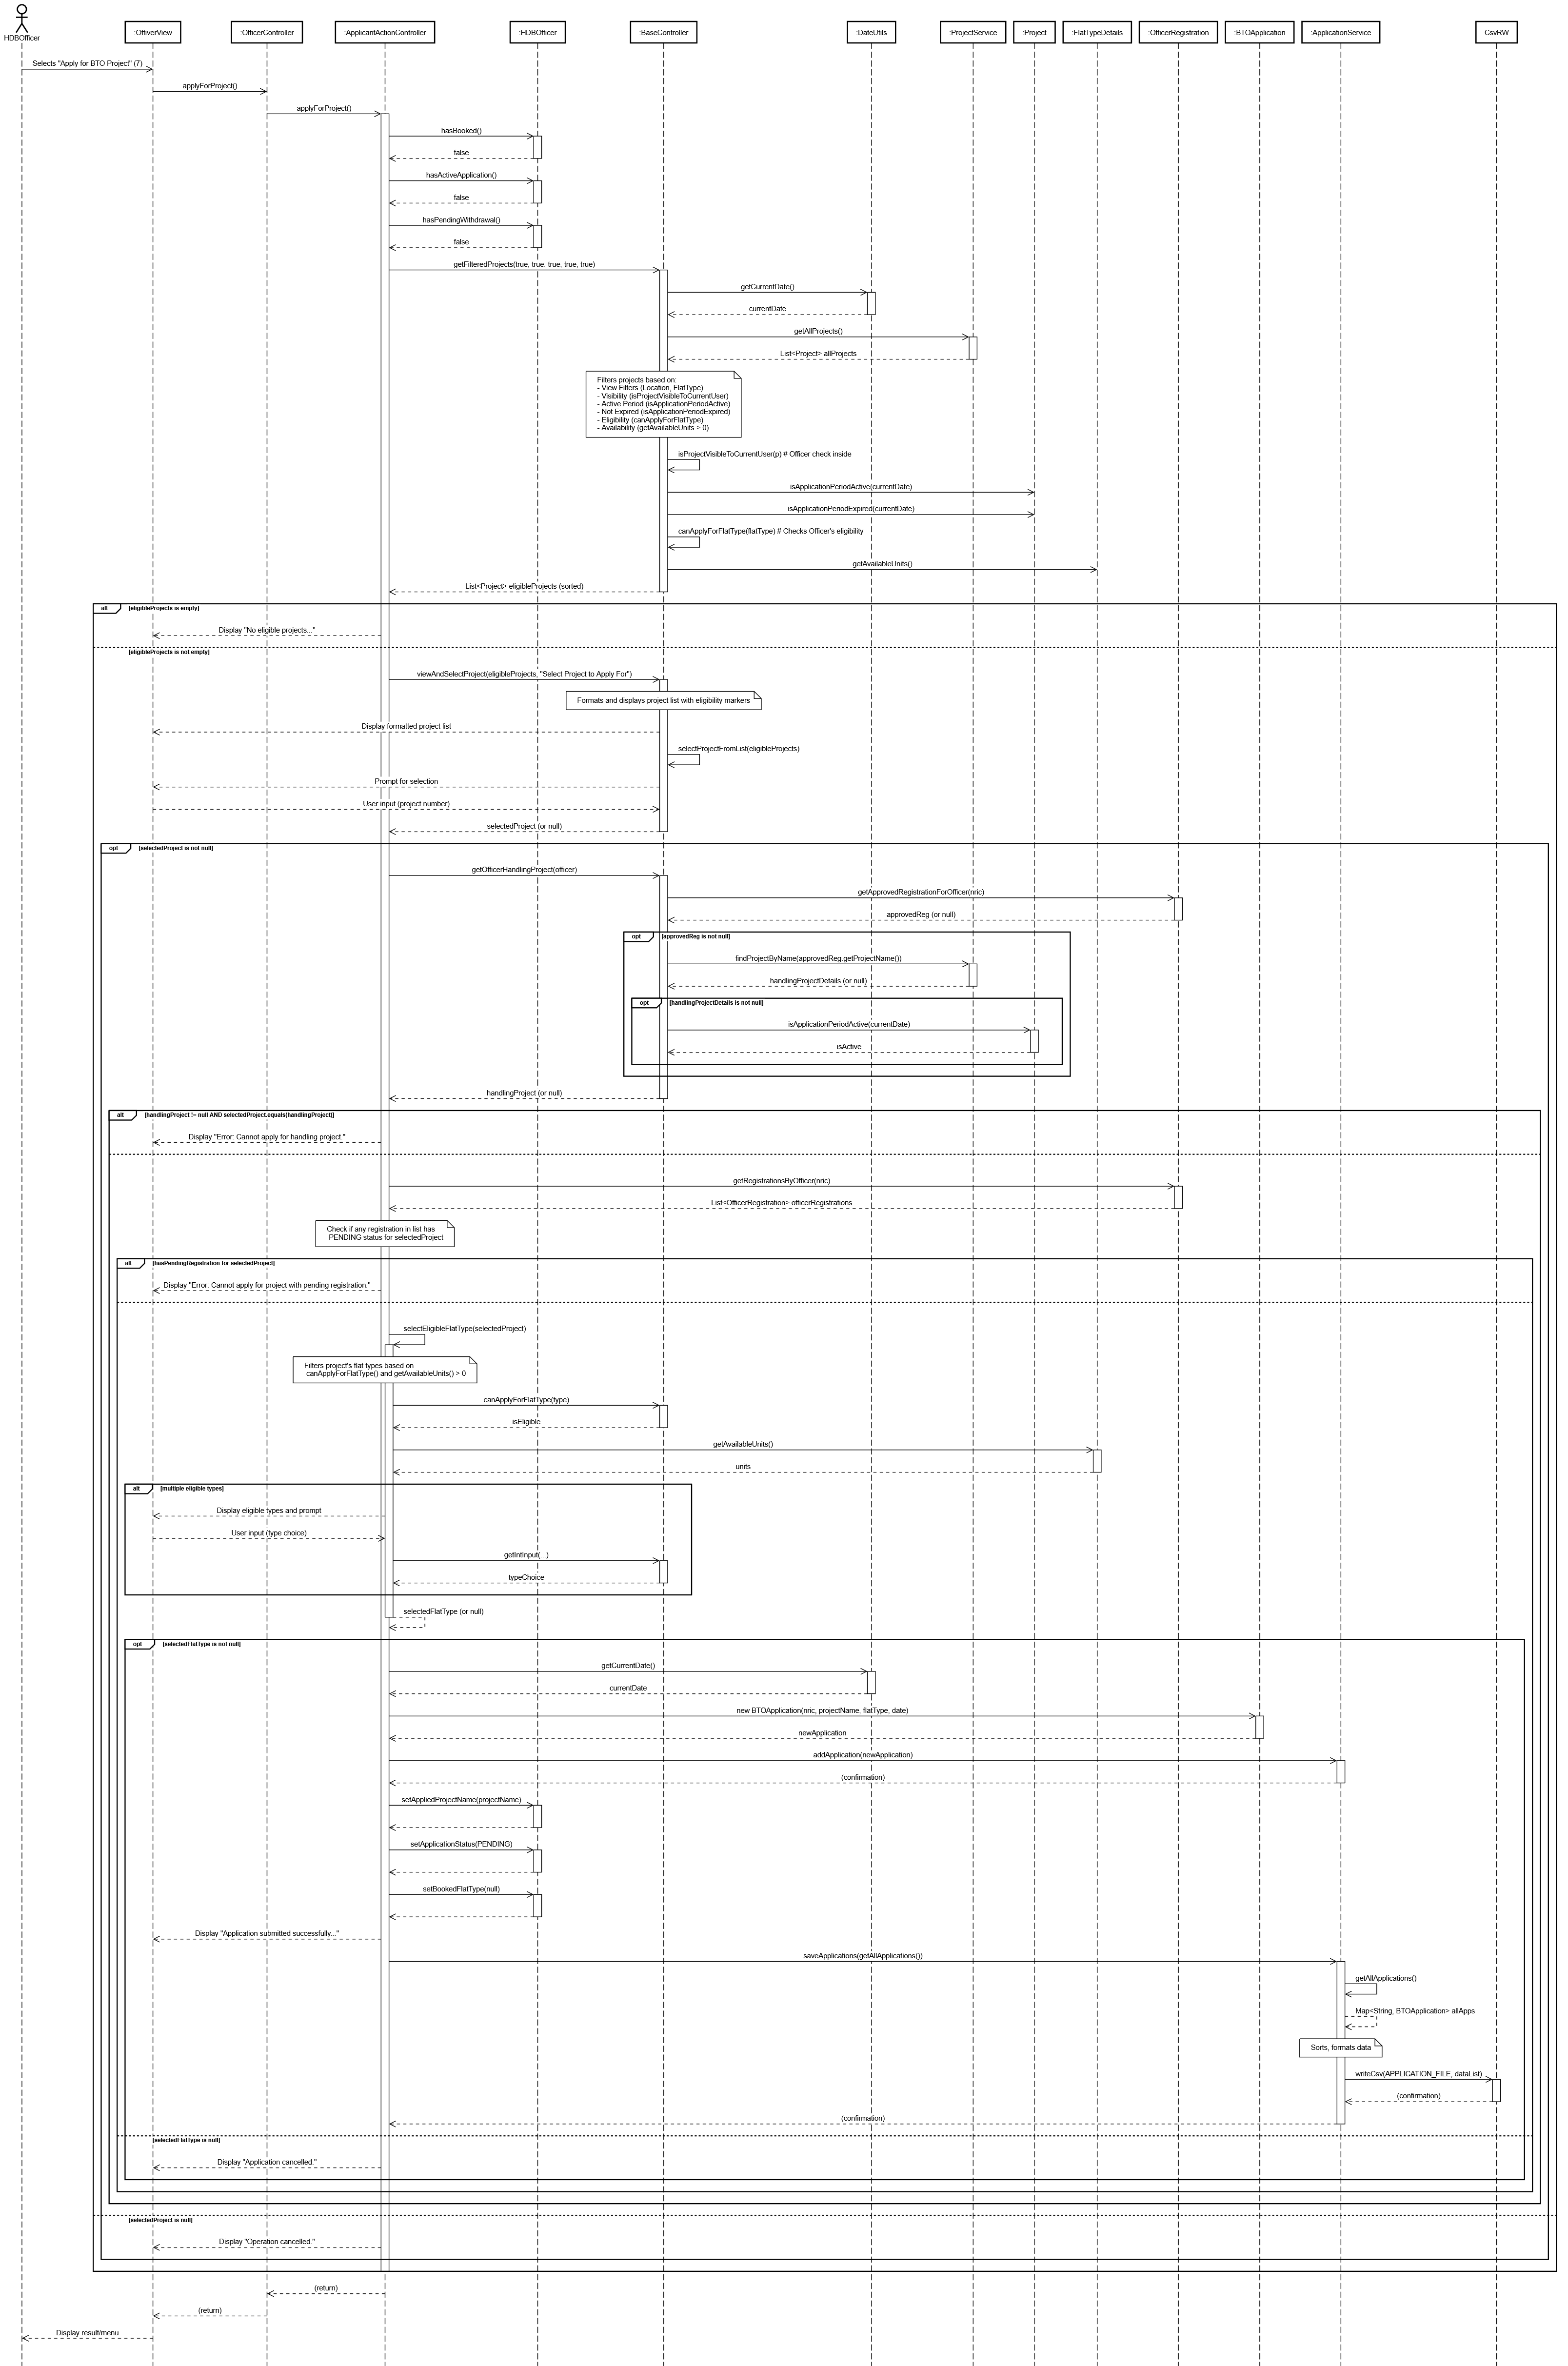 HDBOfficer
:OffiverView
:OfficerController
:ApplicantActionController
:HDBOfficer
:BaseController
:DateUtils
:ProjectService
:Project
:FlatTypeDetails
:OfficerRegistration
:BTOApplication
:ApplicationService
CsvRW
Selects "Apply for BTO Project" (7)
applyForProject()
applyForProject()
hasBooked()
false
hasActiveApplication()
false
hasPendingWithdrawal()
false
getFilteredProjects(true, true, true, true, true)
getCurrentDate()
currentDate
getAllProjects()
List<Project> allProjects
Filters projects based on:
- View Filters (Location, FlatType)
- Visibility (isProjectVisibleToCurrentUser)
- Active Period (isApplicationPeriodActive)
- Not Expired (isApplicationPeriodExpired)
- Eligibility (canApplyForFlatType)
- Availability (getAvailableUnits > 0)
isProjectVisibleToCurrentUser(p) # Officer check inside
isApplicationPeriodActive(currentDate)
isApplicationPeriodExpired(currentDate)
canApplyForFlatType(flatType) # Checks Officer's eligibility
getAvailableUnits()
List<Project> eligibleProjects (sorted)
alt [eligibleProjects is empty]
Display "No eligible projects..."
[eligibleProjects is not empty]
viewAndSelectProject(eligibleProjects, "Select Project to Apply For")
Formats and displays project list with eligibility markers
Display formatted project list
selectProjectFromList(eligibleProjects)
Prompt for selection
User input (project number)
selectedProject (or null)
opt [selectedProject is not null]
getOfficerHandlingProject(officer)
getApprovedRegistrationForOfficer(nric)
approvedReg (or null)
opt [approvedReg is not null]
findProjectByName(approvedReg.getProjectName())
handlingProjectDetails (or null)
opt [handlingProjectDetails is not null]
isApplicationPeriodActive(currentDate)
isActive
handlingProject (or null)
alt [handlingProject != null AND selectedProject.equals(handlingProject)]
Display "Error: Cannot apply for handling project."
getRegistrationsByOfficer(nric)
List<OfficerRegistration> officerRegistrations
Check if any registration in list has
PENDING status for selectedProject
alt [hasPendingRegistration for selectedProject]
Display "Error: Cannot apply for project with pending registration."
selectEligibleFlatType(selectedProject)
Filters project's flat types based on
canApplyForFlatType() and getAvailableUnits() > 0
canApplyForFlatType(type)
isEligible
getAvailableUnits()
units
alt [multiple eligible types]
Display eligible types and prompt
User input (type choice)
getIntInput(...)
typeChoice
selectedFlatType (or null)
opt [selectedFlatType is not null]
getCurrentDate()
currentDate
new BTOApplication(nric, projectName, flatType, date)
newApplication
addApplication(newApplication)
(confirmation)
setAppliedProjectName(projectName)
setApplicationStatus(PENDING)
setBookedFlatType(null)
Display "Application submitted successfully..."
saveApplications(getAllApplications())
getAllApplications()
Map<String, BTOApplication> allApps
Sorts, formats data
writeCsv(APPLICATION_FILE, dataList)
(confirmation)
(confirmation)
[selectedFlatType is null]
Display "Application cancelled."
[selectedProject is null]
Display "Operation cancelled."
(return)
(return)
Display result/menu